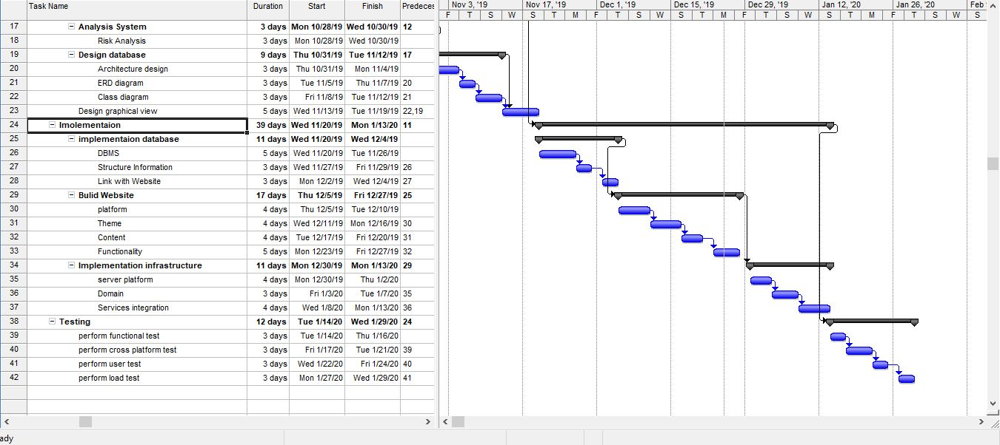 Task Name Duration Start Finish Predeces
Nov 3, '19 Nov 17, '19 Dec 1, '19 Dec 15, '19 Dec 29, '19 Jan 12, '20 Jan 26, '20 Feb
F T S W S T M F T S W S T M F T S W S T M F T S W S
17 Analysis System 3 days Mon 10/28/19 Wed 10/30/19 12
18 Risk Analysis 3 days Mon 10/28/19 Wed 10/30/19
19 Design database 9 days Thu 10/31/19 Tue 11/12/19 17
20 Architecture design 3 days Thu 10/31/19 Mon 11/4/19
21 ERD diagram 3 days Tue 11/5/19 Thu 11/7/19 20
22 Class diagram 3 days Fri 11/8/19 Tue 11/12/19 21
23 Design graphical view 5 days Wed 11/13/19 Tue 11/19/19 22,19
24 Imolementaion 39 days Wed 11/20/19 Mon 1/13/20 11
25 implementaion database 11 days Wed 11/20/19 Wed 12/4/19
26 DBMS 5 days Wed 11/20/19 Tue 11/26/19
27 Structure Information 3 days Wed 11/27/19 Fri 11/29/19 26
28 Link with Website 3 days Mon 12/2/19 Wed 12/4/19 27
29 Bulid Website 17 days Thu 12/5/19 Fri 12/27/19 25
30 platform 4 days Thu 12/5/19 Tue 12/10/19
31 Theme 4 days Wed 12/11/19 Mon 12/16/19 30
32 Content 4 days Tue 12/17/19 Fri 12/20/19 31
33 Functionality 5 days Mon 12/23/19 Fri 12/27/19 32
34 Implementation infrastructure 11 days Mon 12/30/19 Mon 1/13/20 29
35 server platform 4 days Mon 12/30/19 Thu 1/2/20
36 Domain 3 days Fri 1/3/20 Tue 1/7/20 35
37 Services integration 4 days Wed 1/8/20 Mon 1/13/20 36
38 Testing 12 days Tue 1/14/20 Wed 1/29/20 24
39 perform functional test 3 days Tue 1/14/20 Thu 1/16/20
40 perform cross platform test 3 days Fri 1/17/20 Tue 1/21/20 39
41 perform user test 3 days Wed 1/22/20 Fri 1/24/20 40
42 perform load test 3 days Mon 1/27/20 Wed 1/29/20 41
ady